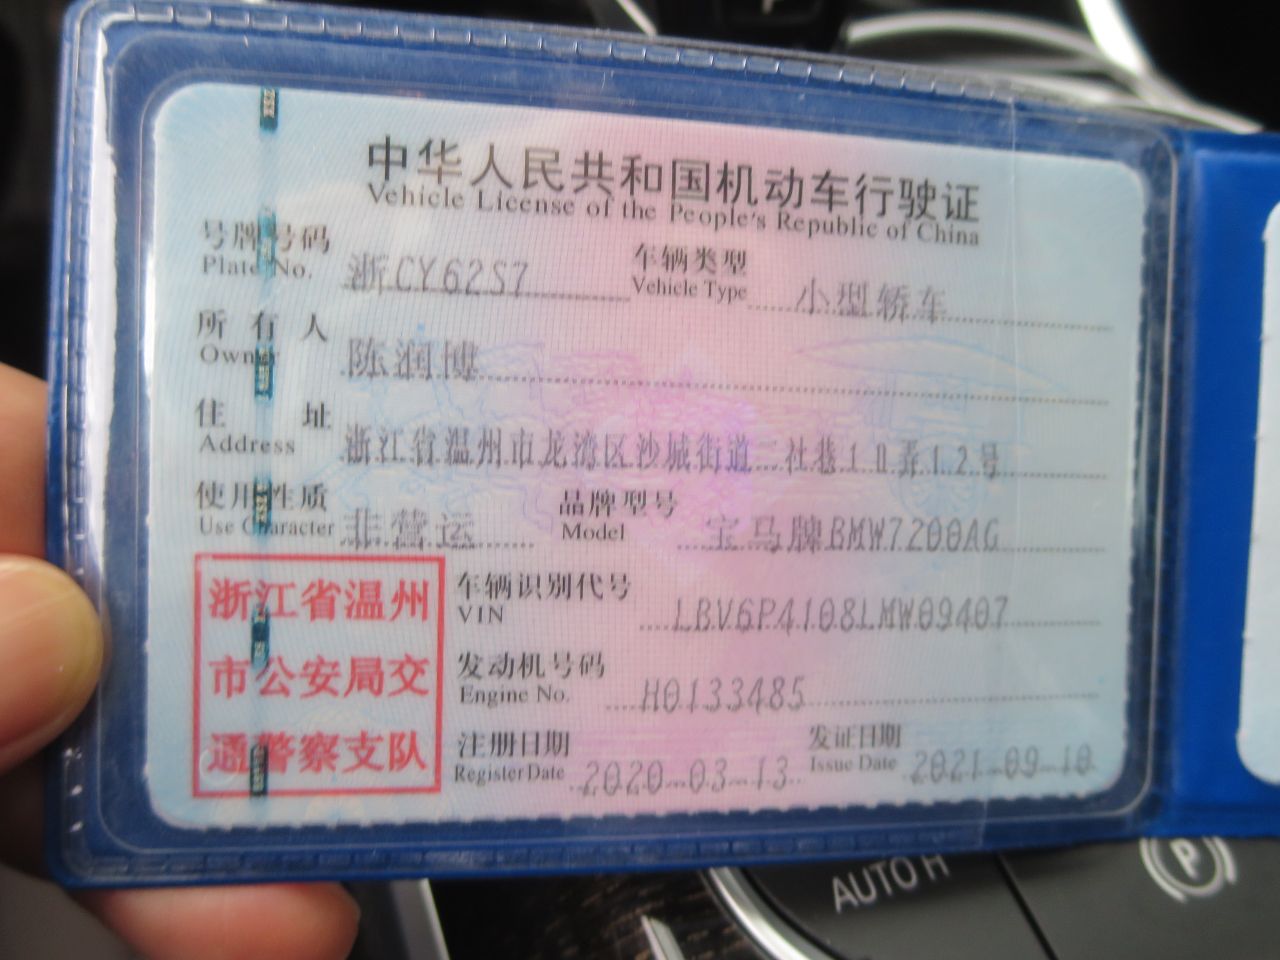 中华人民共和国机动车行驶证
Vehicle License of the People's Republic of China
号牌号码 浙CY62S7 车辆类型 小型轿车
Plate No. Vehicle Type
所有人 陈润博
Owner
住址 浙江省温州市龙湾区沙城街道二社巷10弄12号
Address
使用性质 非营运 品牌型号 宝马牌BMW7200AG
Use Character Model
浙江省温州
市公安局交
通警察支队
车辆识别代号 LBV6P4108LMW09407
VIN
发动机号码 H0133485
Engine No.
注册日期 2020-03-13 发证日期 2021-09-10
Register Date Issue Date
AUTO H
P